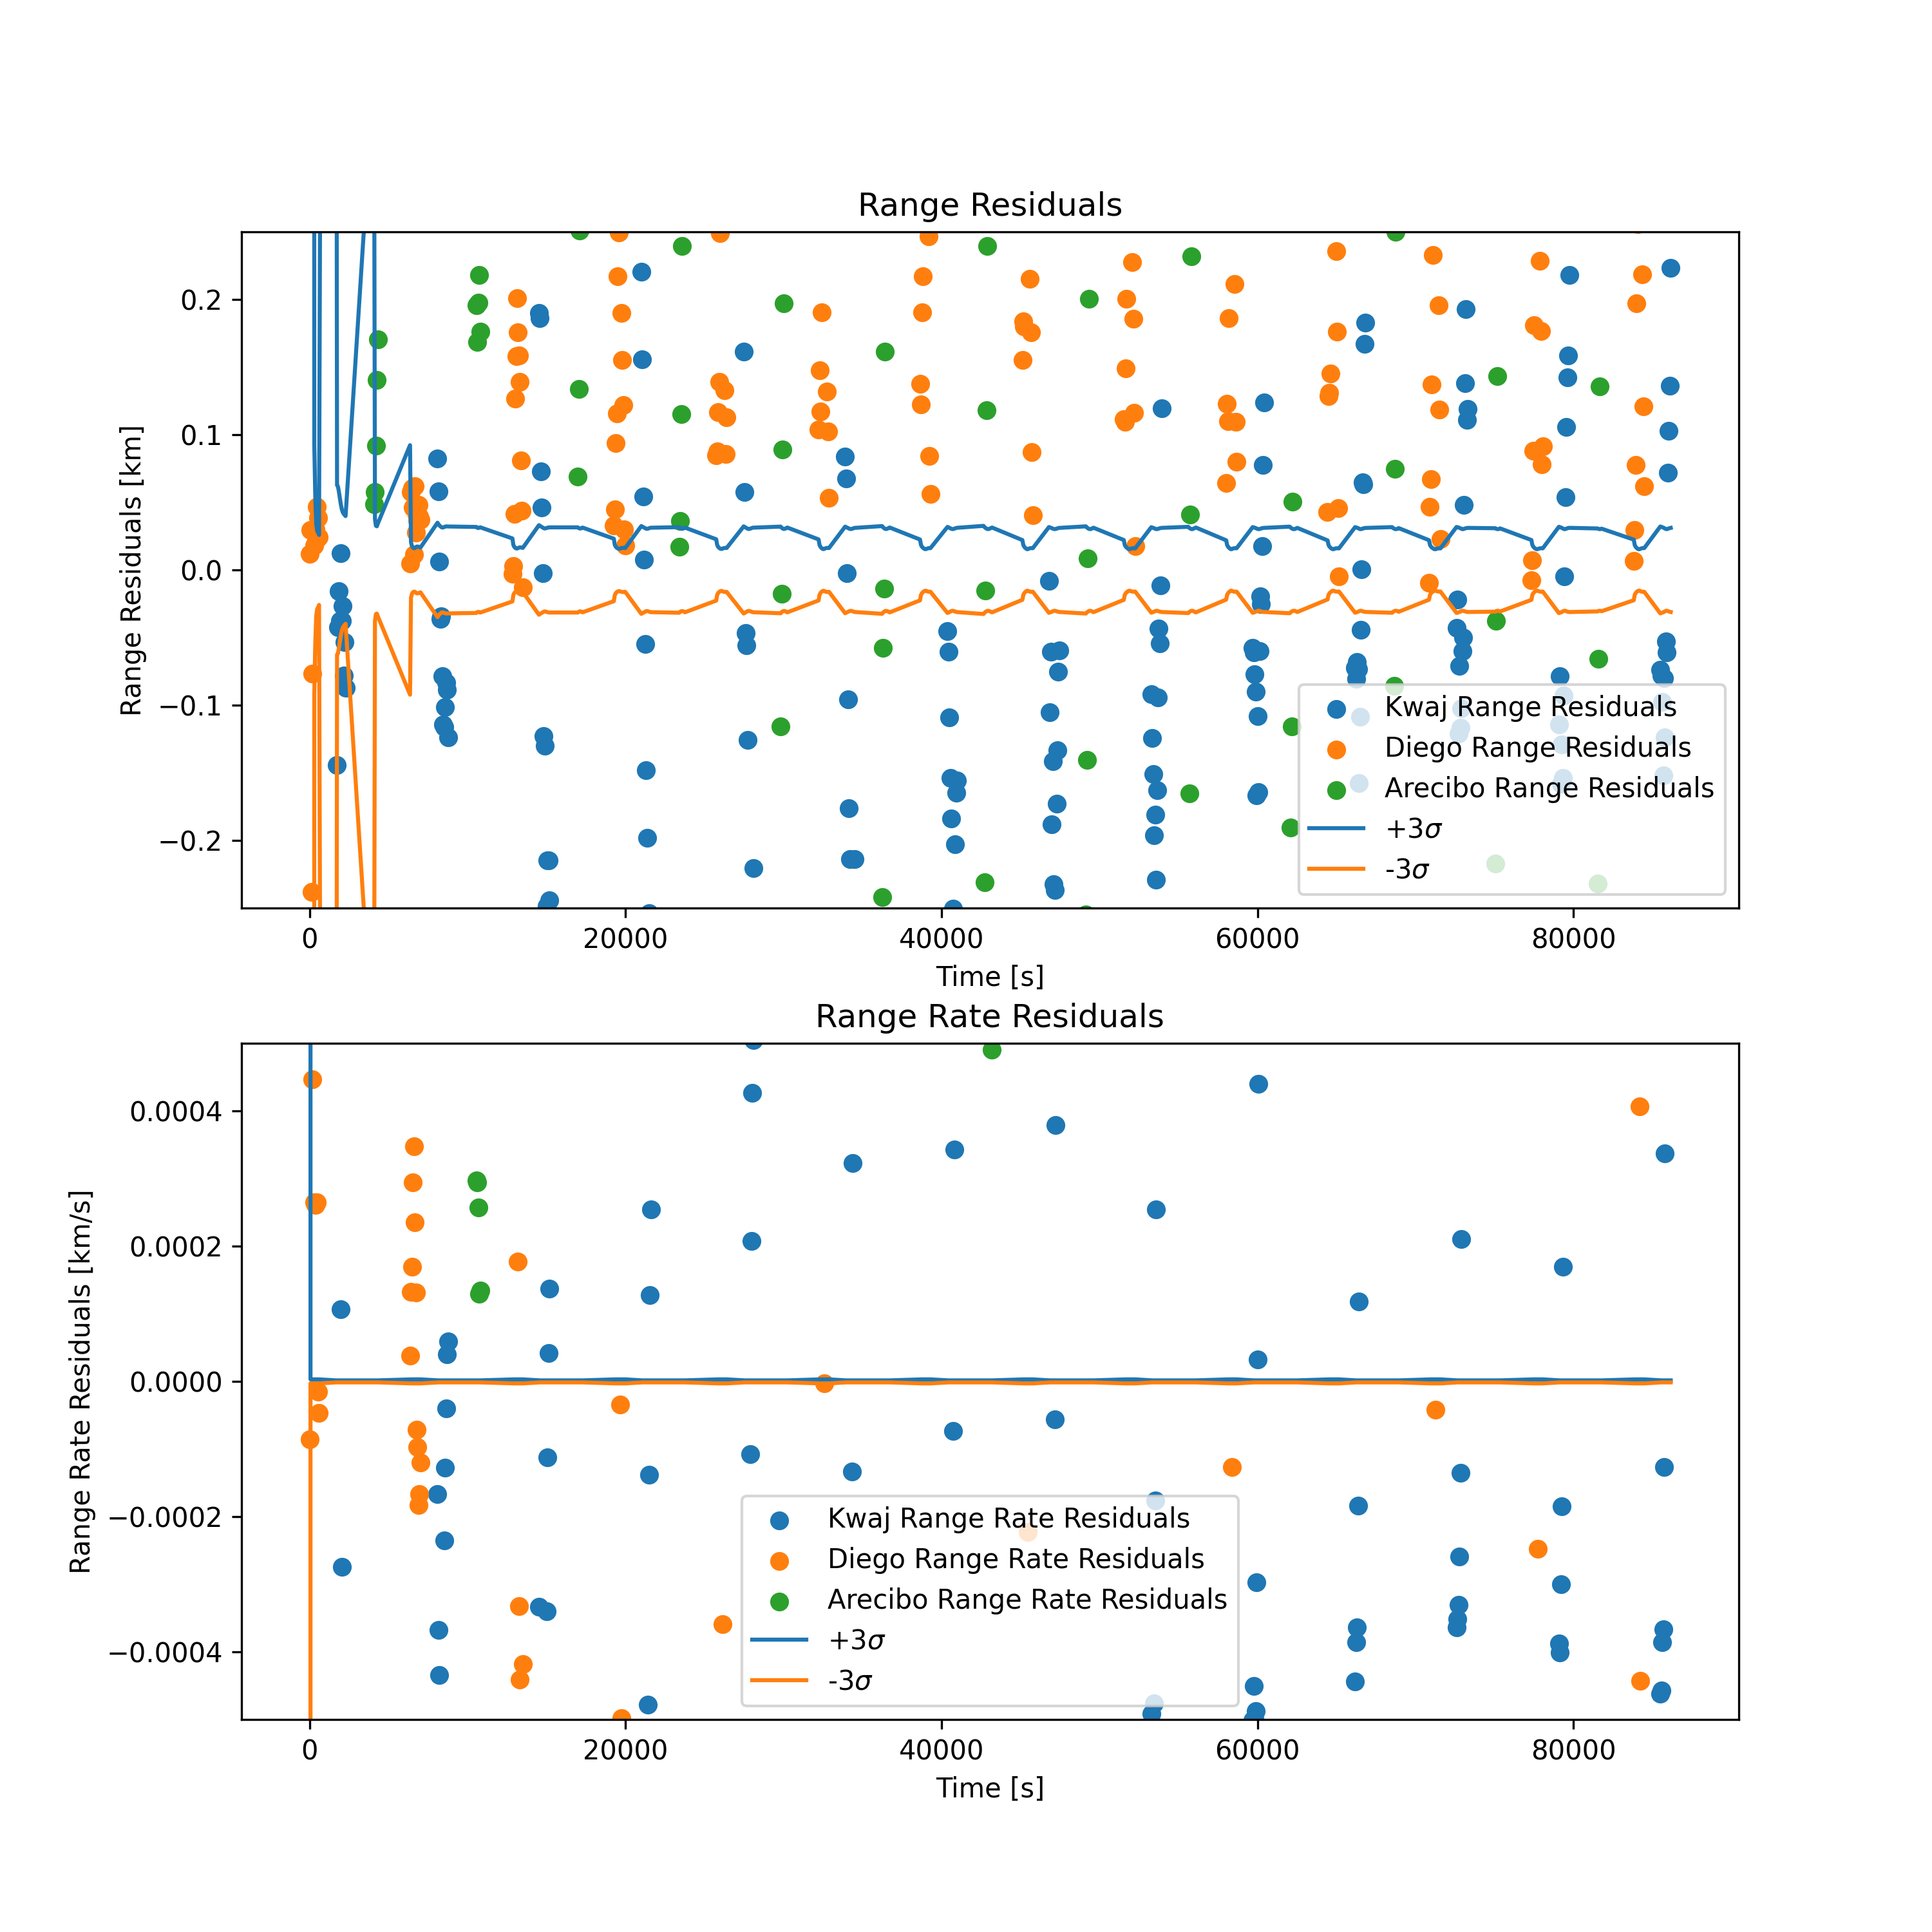 Range Residuals
Range Residuals [km]
0.2
0.1
0.0
−0.1
−0.2
Kwaj Range Residuals
Diego Range Residuals
Arecibo Range Residuals
+3σ
-3σ
0 20000 40000 60000 80000
Time [s]
Range Rate Residuals
Range Rate Residuals [km/s]
0.0004
0.0002
0.0000
−0.0002
−0.0004
Kwaj Range Rate Residuals
Diego Range Rate Residuals
Arecibo Range Rate Residuals
+3σ
-3σ
0 20000 40000 60000 80000
Time [s]